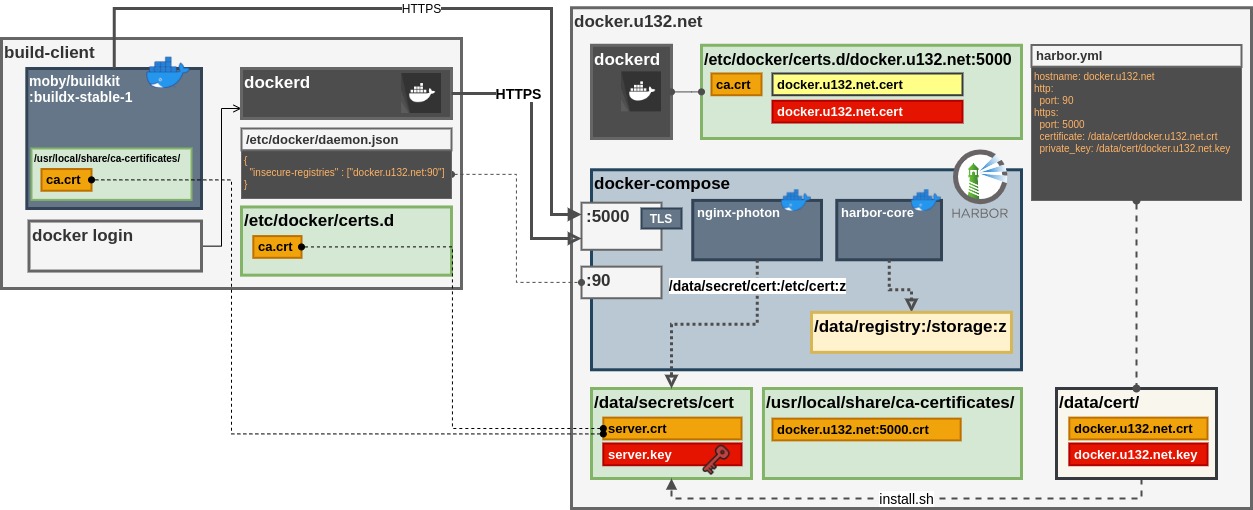 HTTPS
docker.u132.net
build-client
moby/buildkit
:buildx-stable-1
/usr/local/share/ca-certificates/
ca.crt
docker login
dockerd
/etc/docker/daemon.json
{
"insecure-registries" : ["docker.u132.net:90"]
}
/etc/docker/certs.d
ca.crt
HTTPS
dockerd
/etc/docker/certs.d/docker.u132.net:5000
ca.crt
docker.u132.net.cert
docker.u132.net.cert
harbor.yml
hostname: docker.u132.net
http:
port: 90
https:
port: 5000
certificate: /data/cert/docker.u132.net.crt
private_key: /data/cert/docker.u132.net.key
docker-compose
HARBOR
:5000
TLS
nginx-photon
harbor-core
:90
/data/secret/cert:/etc/cert:z
/data/registry:/storage:z
/data/secrets/cert
server.crt
server.key
/usr/local/share/ca-certificates/
docker.u132.net:5000.crt
/data/cert/
docker.u132.net.crt
docker.u132.net.key
install.sh